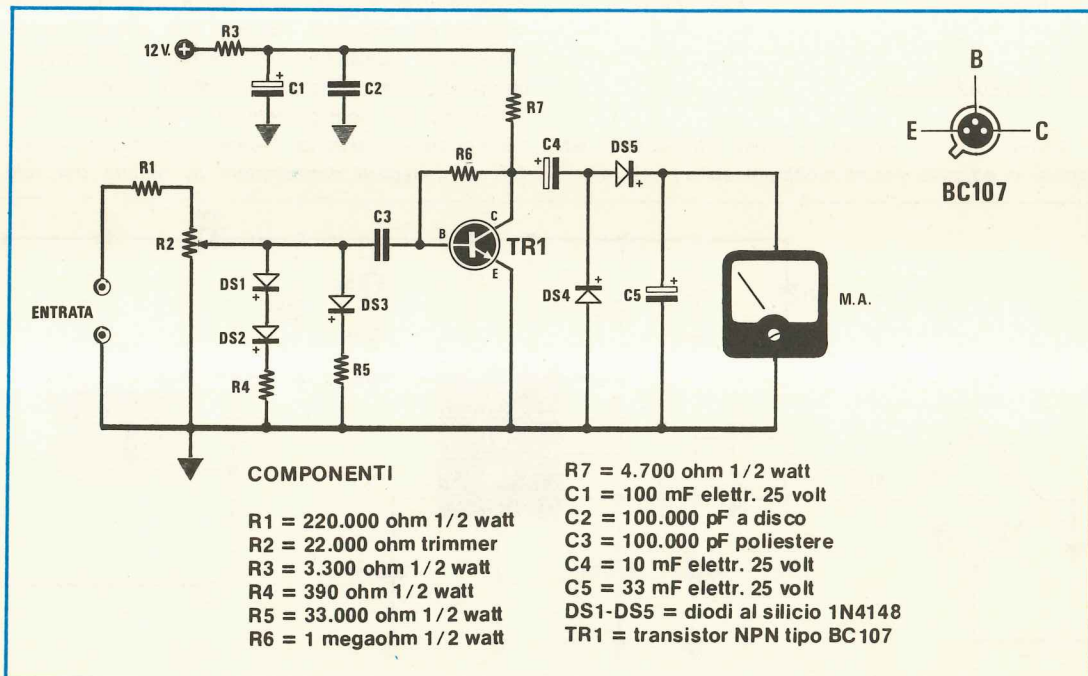 12 V.
R3
C1
C2
R7
B
E
C
BC107
R1
R6
C4
DS5
R2
C3
B
C
TR1
E
DS1
DS3
DS4
C5
M.A.
ENTRATA
DS2
R4
R5
COMPONENTI
R1 = 220.000 ohm 1/2 watt
R2 = 22.000 ohm trimmer
R3 = 3.300 ohm 1/2 watt
R4 = 390 ohm 1/2 watt
R5 = 33.000 ohm 1/2 watt
R6 = 1 megaohm 1/2 watt
R7 = 4.700 ohm 1/2 watt
C1 = 100 mF elettr. 25 volt
C2 = 100.000 pF a disco
C3 = 100.000 pF poliestere
C4 = 10 mF elettr. 25 volt
C5 = 33 mF elettr. 25 volt
DS1-DS5 = diodi al silicio 1N4148
TR1 = transistor NPN tipo BC107